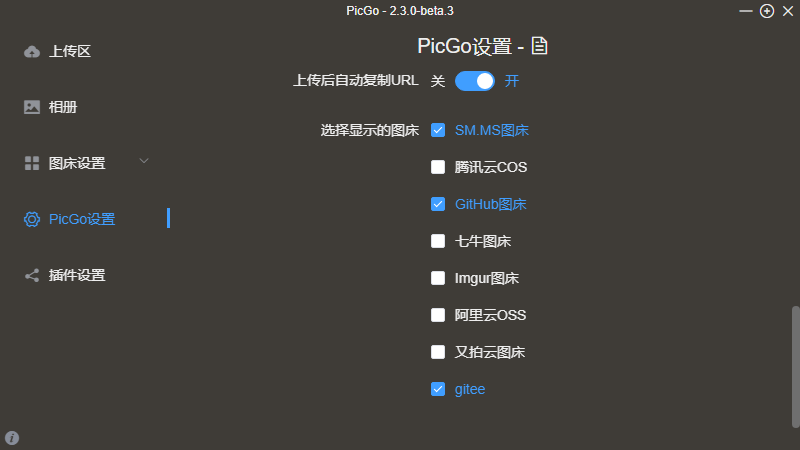 PicGo - 2.3.0-beta.3
上传区
相册
图床设置
PicGo设置
插件设置
PicGo设置 -
上传后自动复制URL 关 开
选择显示的图床 SM.MS图床
腾讯云COS
GitHub图床
七牛图床
Imgur图床
阿里云OSS
又拍云图床
gitee